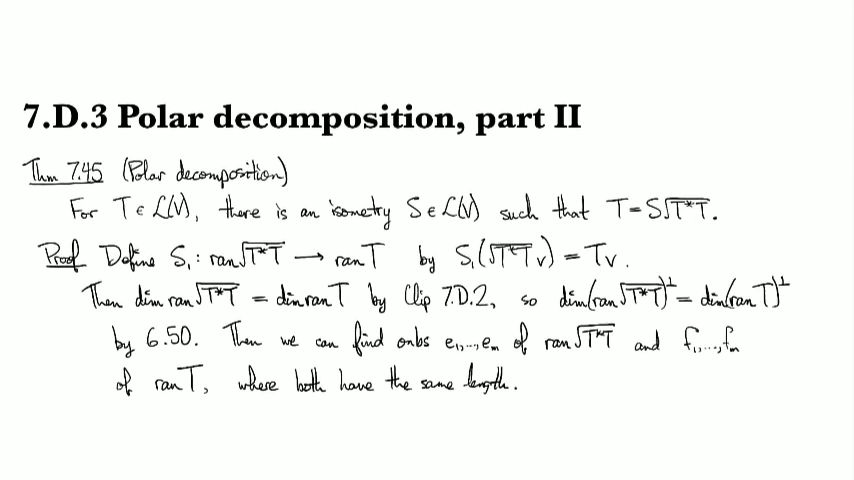 7.D.3 Polar decomposition, part II
Thm 7.45 (Polar decomposition)
For T ∈ L(V), there is an isometry S ∈ L(V) such that T = S√T*T.
Proof Define S₁: ran√T*T → ran T by S₁(√T*T v) = Tv.
Then dim ran√T*T = dim ran T by Clip 7.D.2, so dim(ran√T*T)^⊥ = dim(ran T)^⊥
by 6.50. Then we can find onbs e₁,...,eₘ of ran√T*T and f₁,...,fₘ
of ran T, where both have the same length.